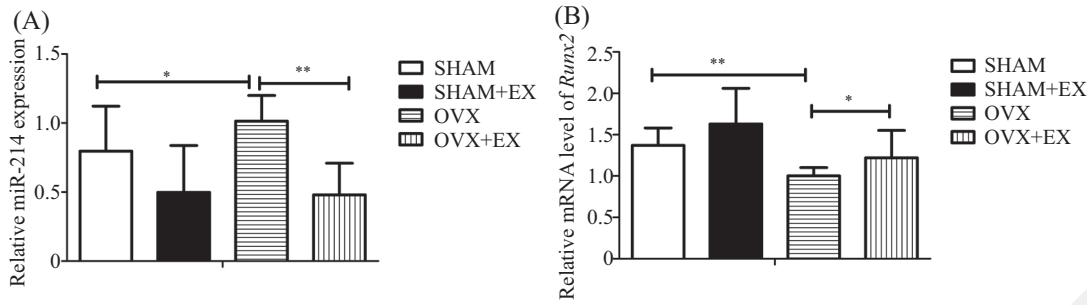 (A)
Relative miR-214 expression
1.5
1.0
0.5
0
*
**
SHAM
SHAM+EX
OVX
OVX+EX
(B)
Relative mRNA level of Runx2
2.5
2.0
1.5
1.0
0.5
0
**
*
SHAM
SHAM+EX
OVX
OVX+EX